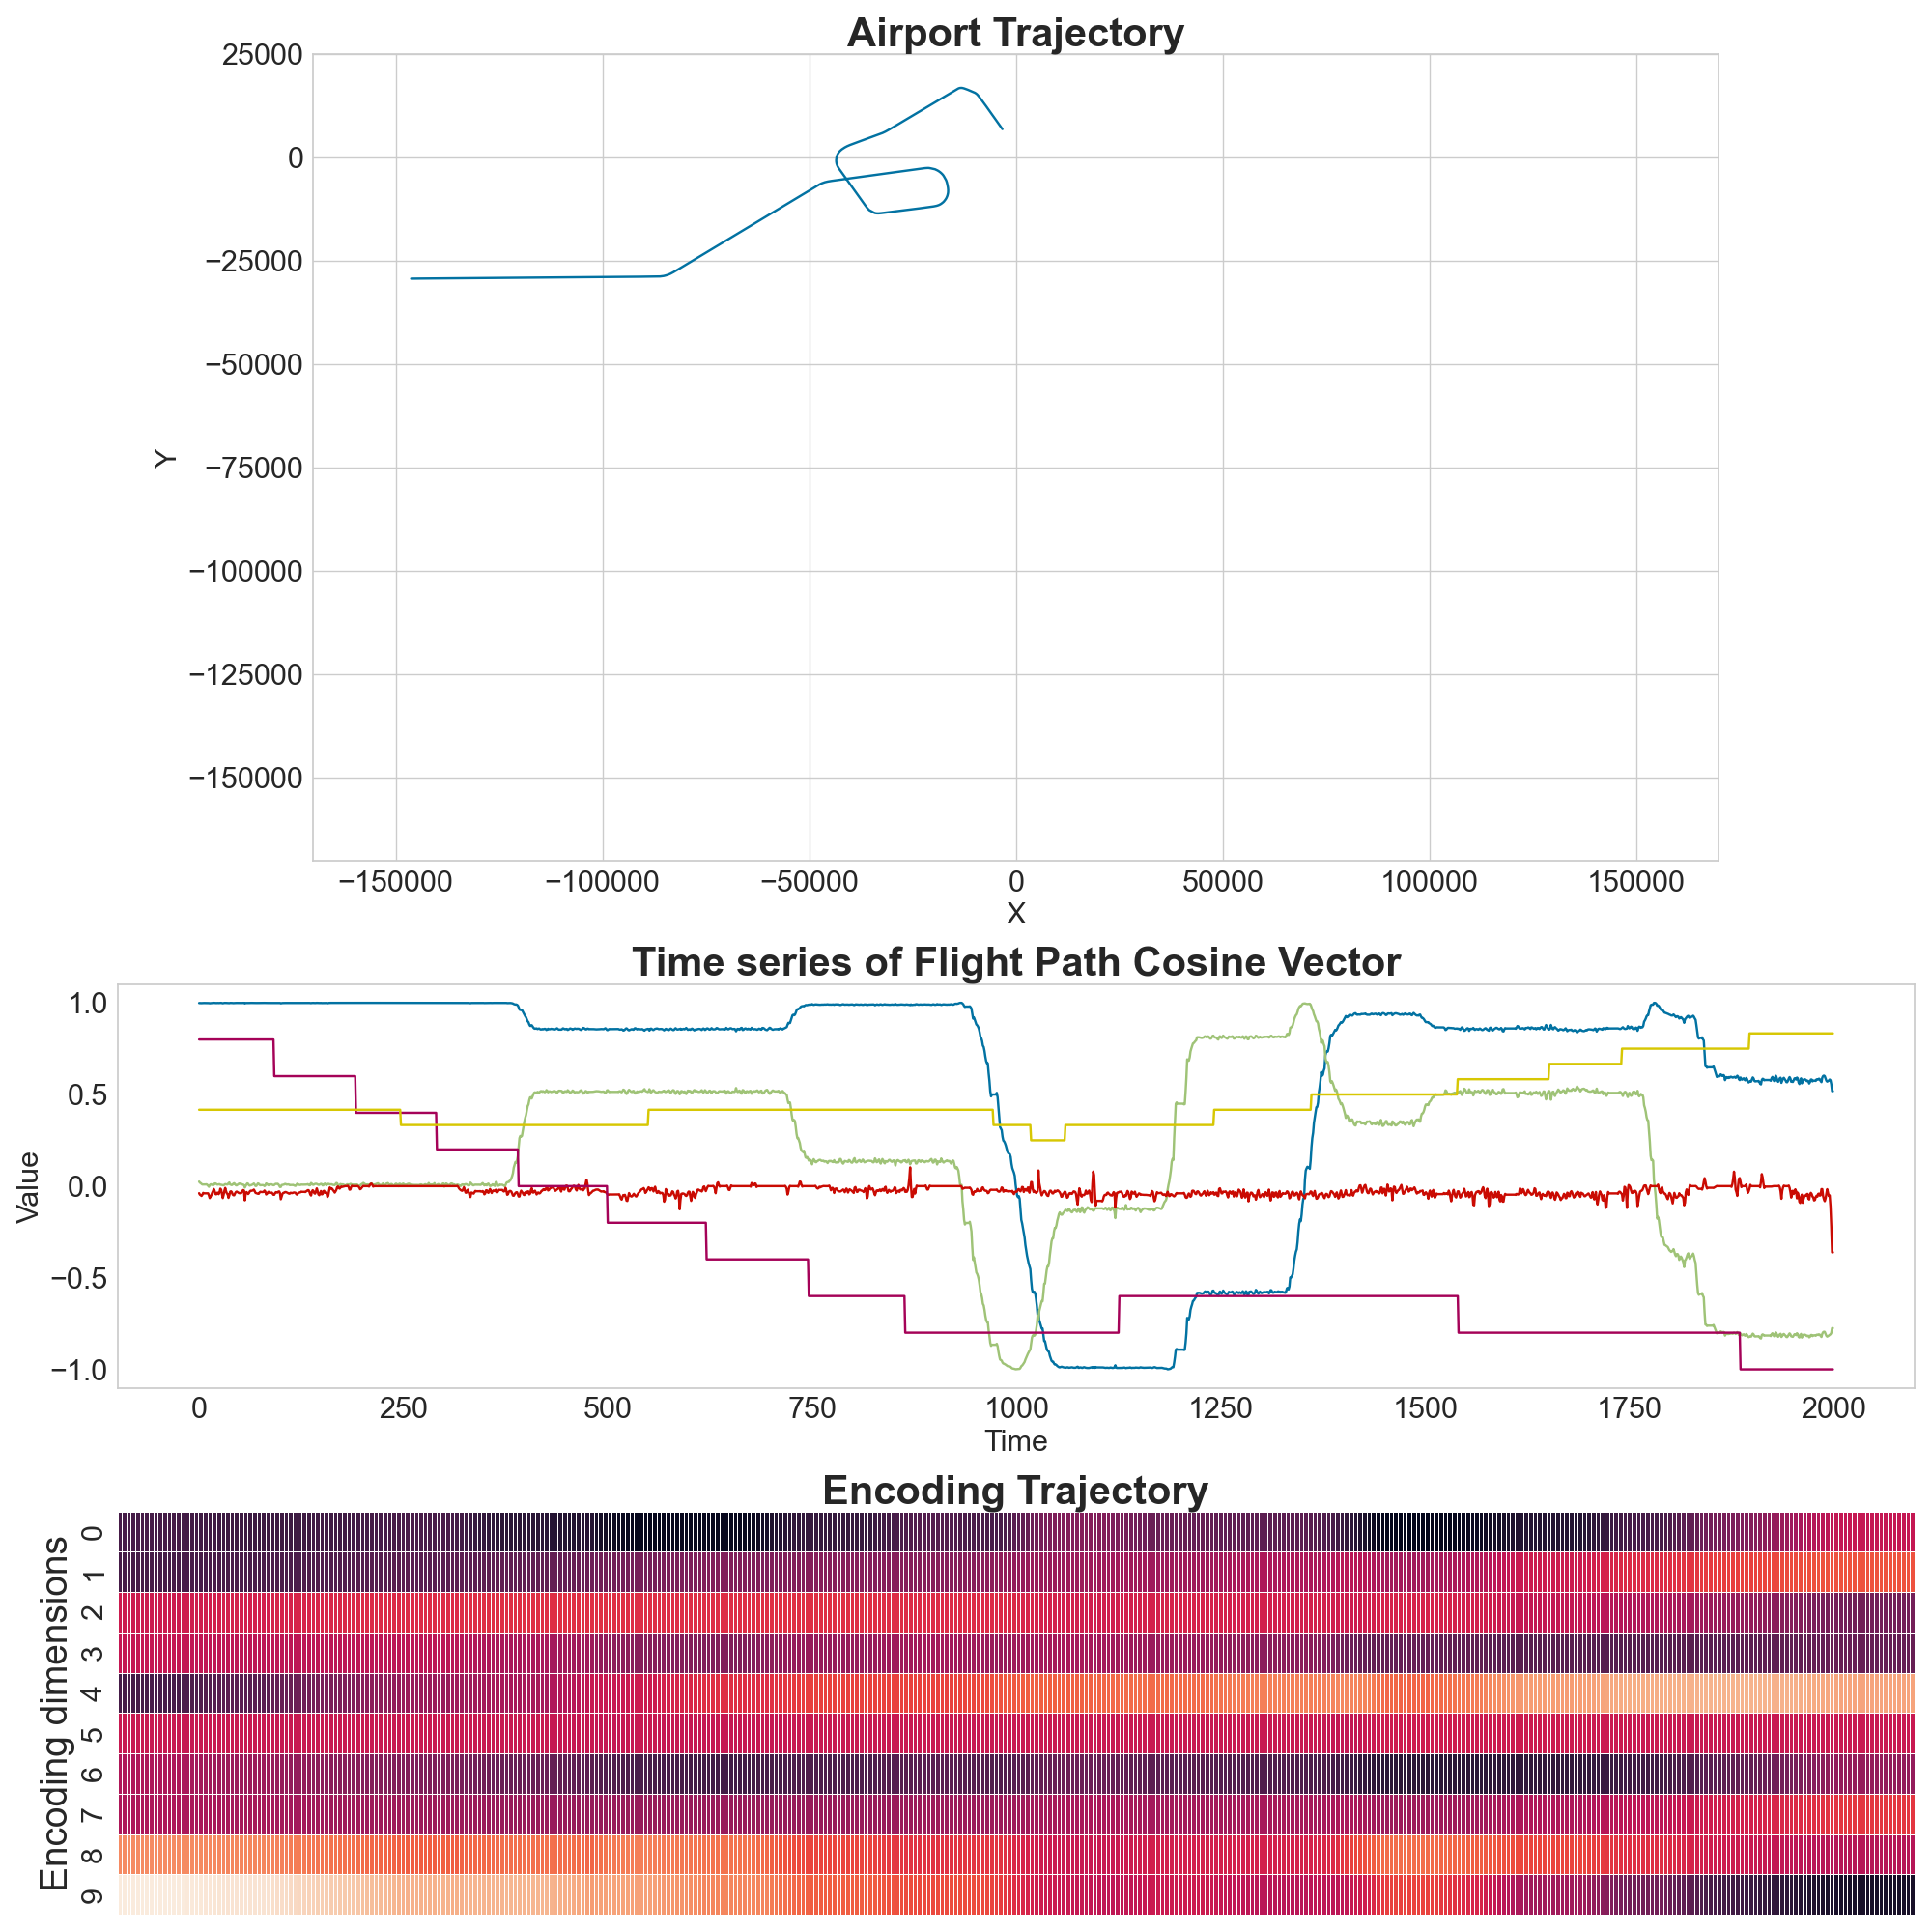 Airport Trajectory
25000
0
−25000
−50000
−75000
−100000
−125000
−150000
Y
−150000 −100000 −50000 0 50000 100000 150000
X
Time series of Flight Path Cosine Vector
1.0
0.5
0.0
−0.5
−1.0
Value
0 250 500 750 1000 1250 1500 1750 2000
Time
Encoding Trajectory
0
1
2
3
4
5
6
7
8
9
Encoding dimensions